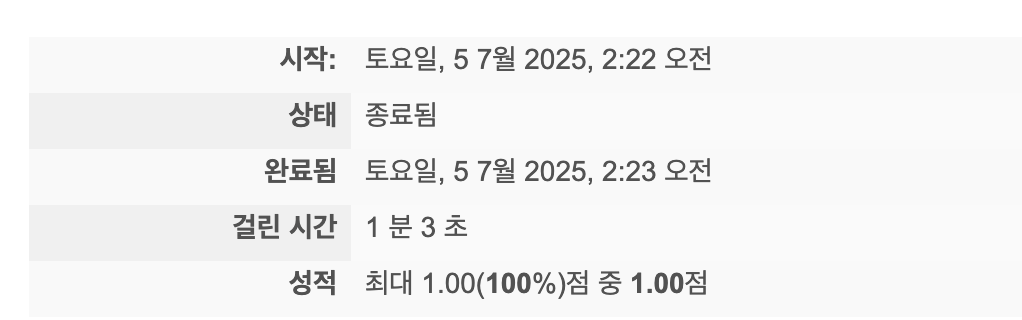 시작: 토요일, 5 7월 2025, 2:22 오전
상태 종료됨
완료됨 토요일, 5 7월 2025, 2:23 오전
걸린 시간 1 분 3 초
성적 최대 1.00(100%)점 중 1.00점